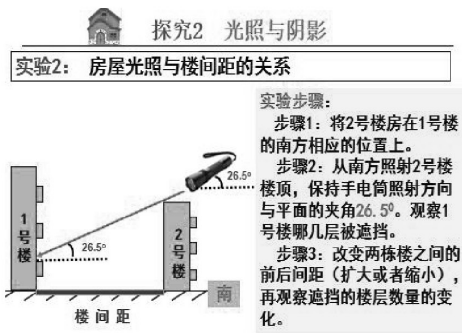 探究2 光照与阴影
实验2: 房屋光照与楼间距的关系
实验步骤:
步骤1:将2号楼房在1号楼
的南方相应的位置上。
步骤2:从南方照射2号楼
楼顶,保持手电筒照射方向
与平面的夹角26.5⁰。观察1
号楼哪几层被遮挡。
步骤3:改变两栋楼之间的
前后间距(扩大或者缩小),
再观察遮挡的楼层数量的变
化。
26.5⁰
26.5⁰
1号楼
2号楼
南
楼间距